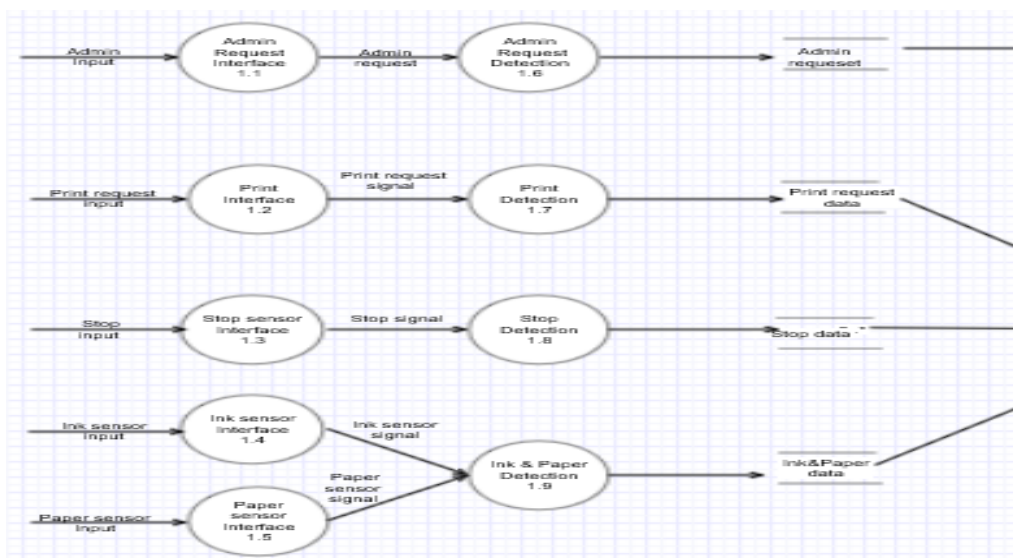 Admin
Input
Admin
Request
Interface
1.1
Admin
request
Admin
Request
Detection
1.6
Admin
requeset
Print request
Input
Print
Interface
1.2
Print request
signal
Print
Detection
1.7
Print request
data
Stop
Input
Stop sensor
Interface
1.3
Stop signal
Stop
Detection
1.8
Stop data
Ink sensor
Input
Ink sensor
Interface
1.4
Ink sensor
signal
Paper sensor
Input
Paper
sensor
Interface
1.5
Paper
sensor
signal
Ink & Paper
Detection
1.9
Ink&Paper
data